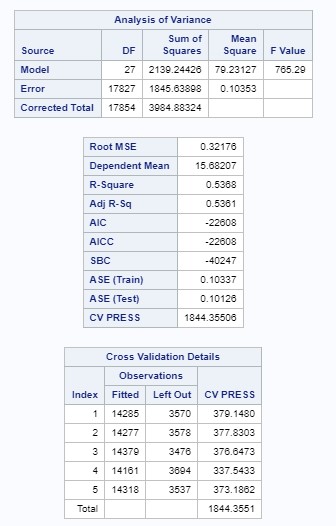 Analysis of Variance
Source DF Sum of Squares Mean Square F Value
Model 27 2139.24426 79.23127 765.29
Error 17827 1845.63898 0.10353
Corrected Total 17854 3984.88324
Root MSE 0.32176
Dependent Mean 15.68207
R-Square 0.5368
Adj R-Sq 0.5361
AIC -22608
AICC -22608
SBC -40247
ASE (Train) 0.10337
ASE (Test) 0.10126
CV PRESS 1844.35506
Cross Validation Details
Observations
Index Fitted Left Out CV PRESS
1 14285 3570 379.1480
2 14277 3578 377.8303
3 14379 3476 376.6473
4 14161 3694 337.5433
5 14318 3537 373.1862
Total 1844.3551